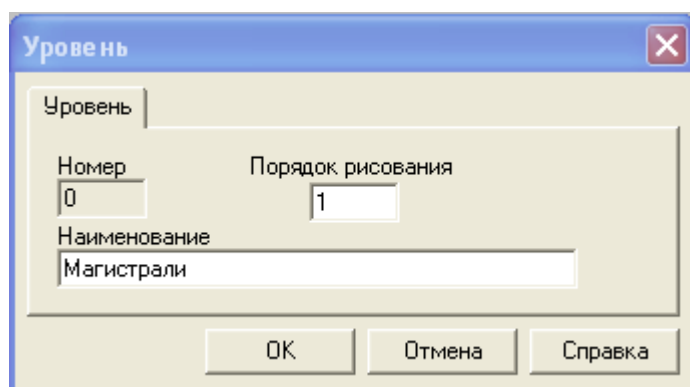 Уровень
Уровень
Номер Порядок рисования
0 1
Наименование
Магистрали
OK Отмена Справка